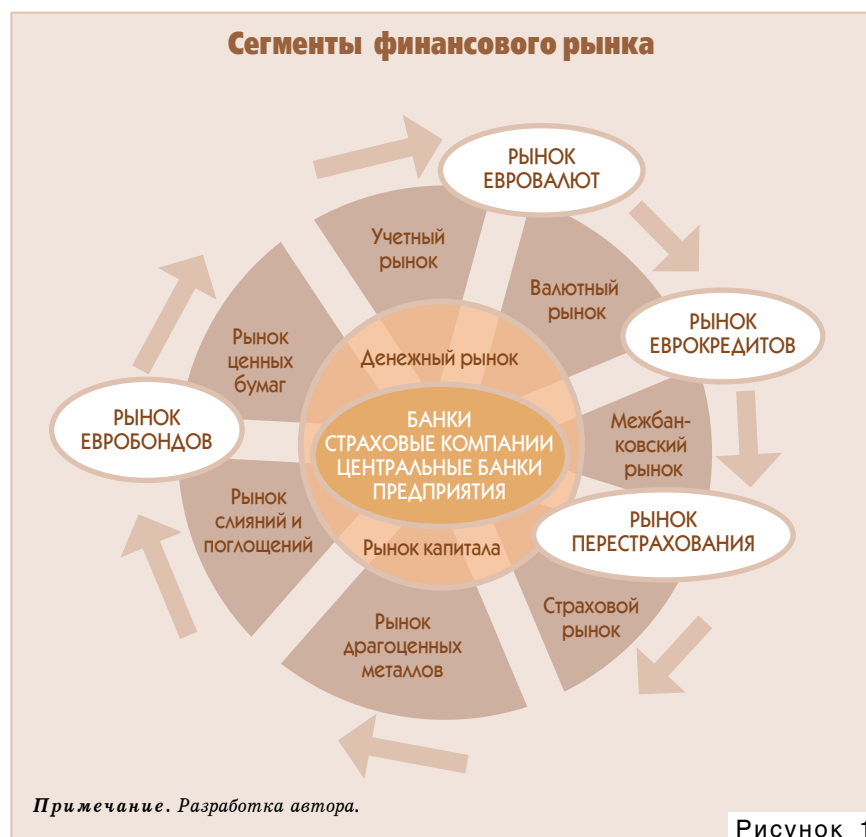 Сегменты финансового рынка
РЫНОК
ЕВРОВАЛЮТ
Учетный
рынок
Валютный
рынок
РЫНОК
ЕВРОКРЕДИТОВ
Рынок
ценных
бумаг
Денежный рынок
РЫНОК
ЕВРОБОНДОВ
БАНКИ
СТРАХОВЫЕ КОМПАНИИ
ЦЕНТРАЛЬНЫЕ БАНКИ
ПРЕДПРИЯТИЯ
Межбан-
ковский
рынок
Рынок
слияний и
поглощений
Рынок капитала
РЫНОК
ПЕРЕСТРАХОВАНИЯ
Страховой
рынок
Рынок
драгоценных
металлов
Примечание. Разработка автора.
Рисунок 1